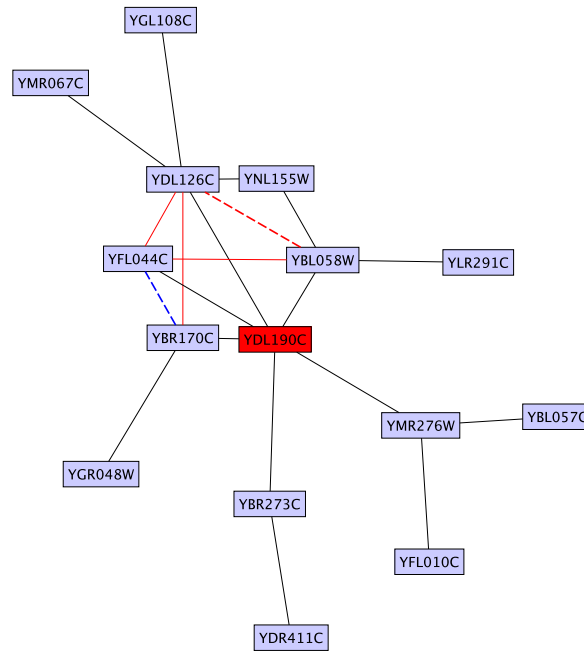 YGL108C
YMR067C
YDL126C
YNL155W
YFL044C
YBL058W
YLR291C
YBR170C
YDL190C
YBL057C
YMR276W
YGR048W
YBR273C
YFL010C
YDR411C